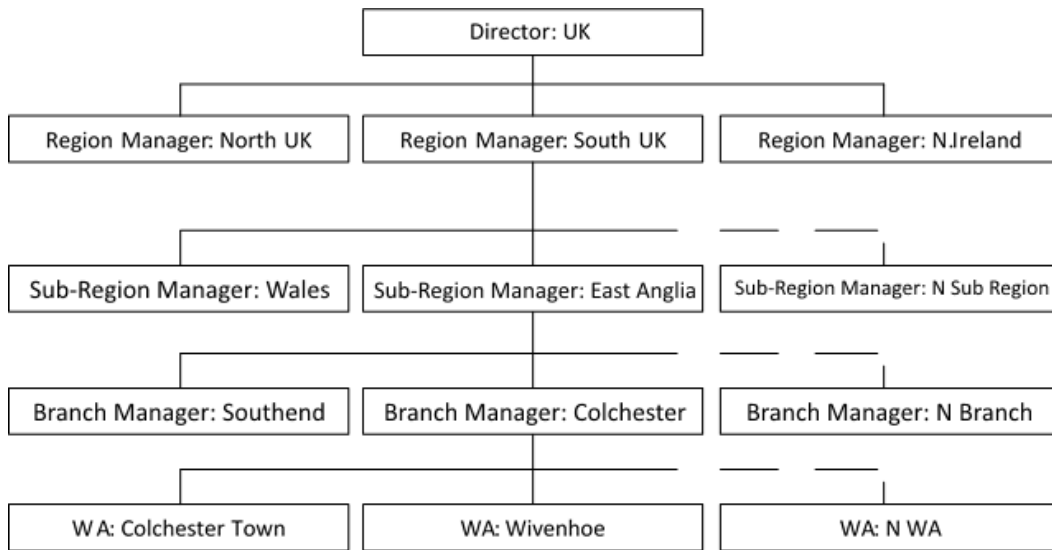 Director: UK
Region Manager: North UK
Region Manager: South UK
Region Manager: N.Ireland
Sub-Region Manager: Wales
Sub-Region Manager: East Anglia
Sub-Region Manager: N Sub Region
Branch Manager: Southend
Branch Manager: Colchester
Branch Manager: N Branch
WA: Colchester Town
WA: Wivenhoe
WA: N WA